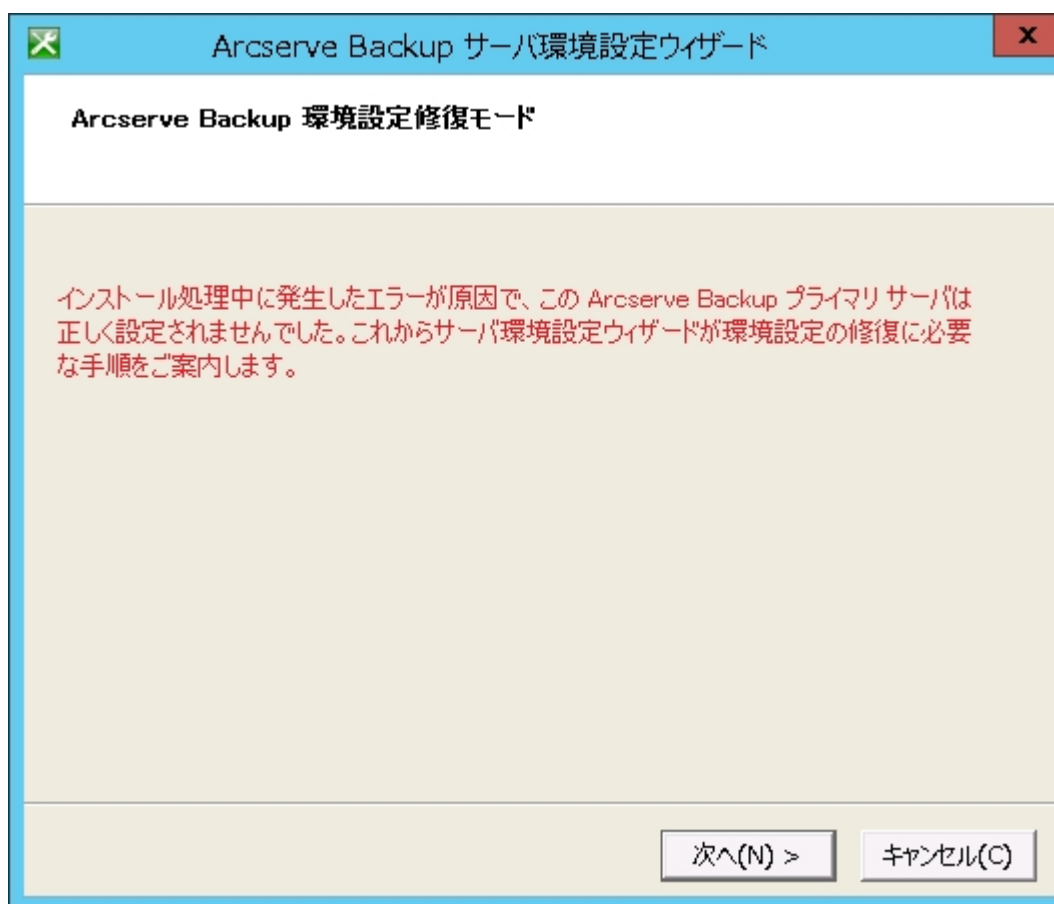 Arcserve Backup サーバ環境設定ウィザード
x
Arcserve Backup 環境設定修復モード
インストール処理中に発生したエラーが原因で、この Arcserve Backup プライマリ サーバは
正しく設定されませんでした。これからサーバ環境設定ウィザードが環境設定の修復に必要
な手順をご案内します。
次へ(N) >
キャンセル(C)